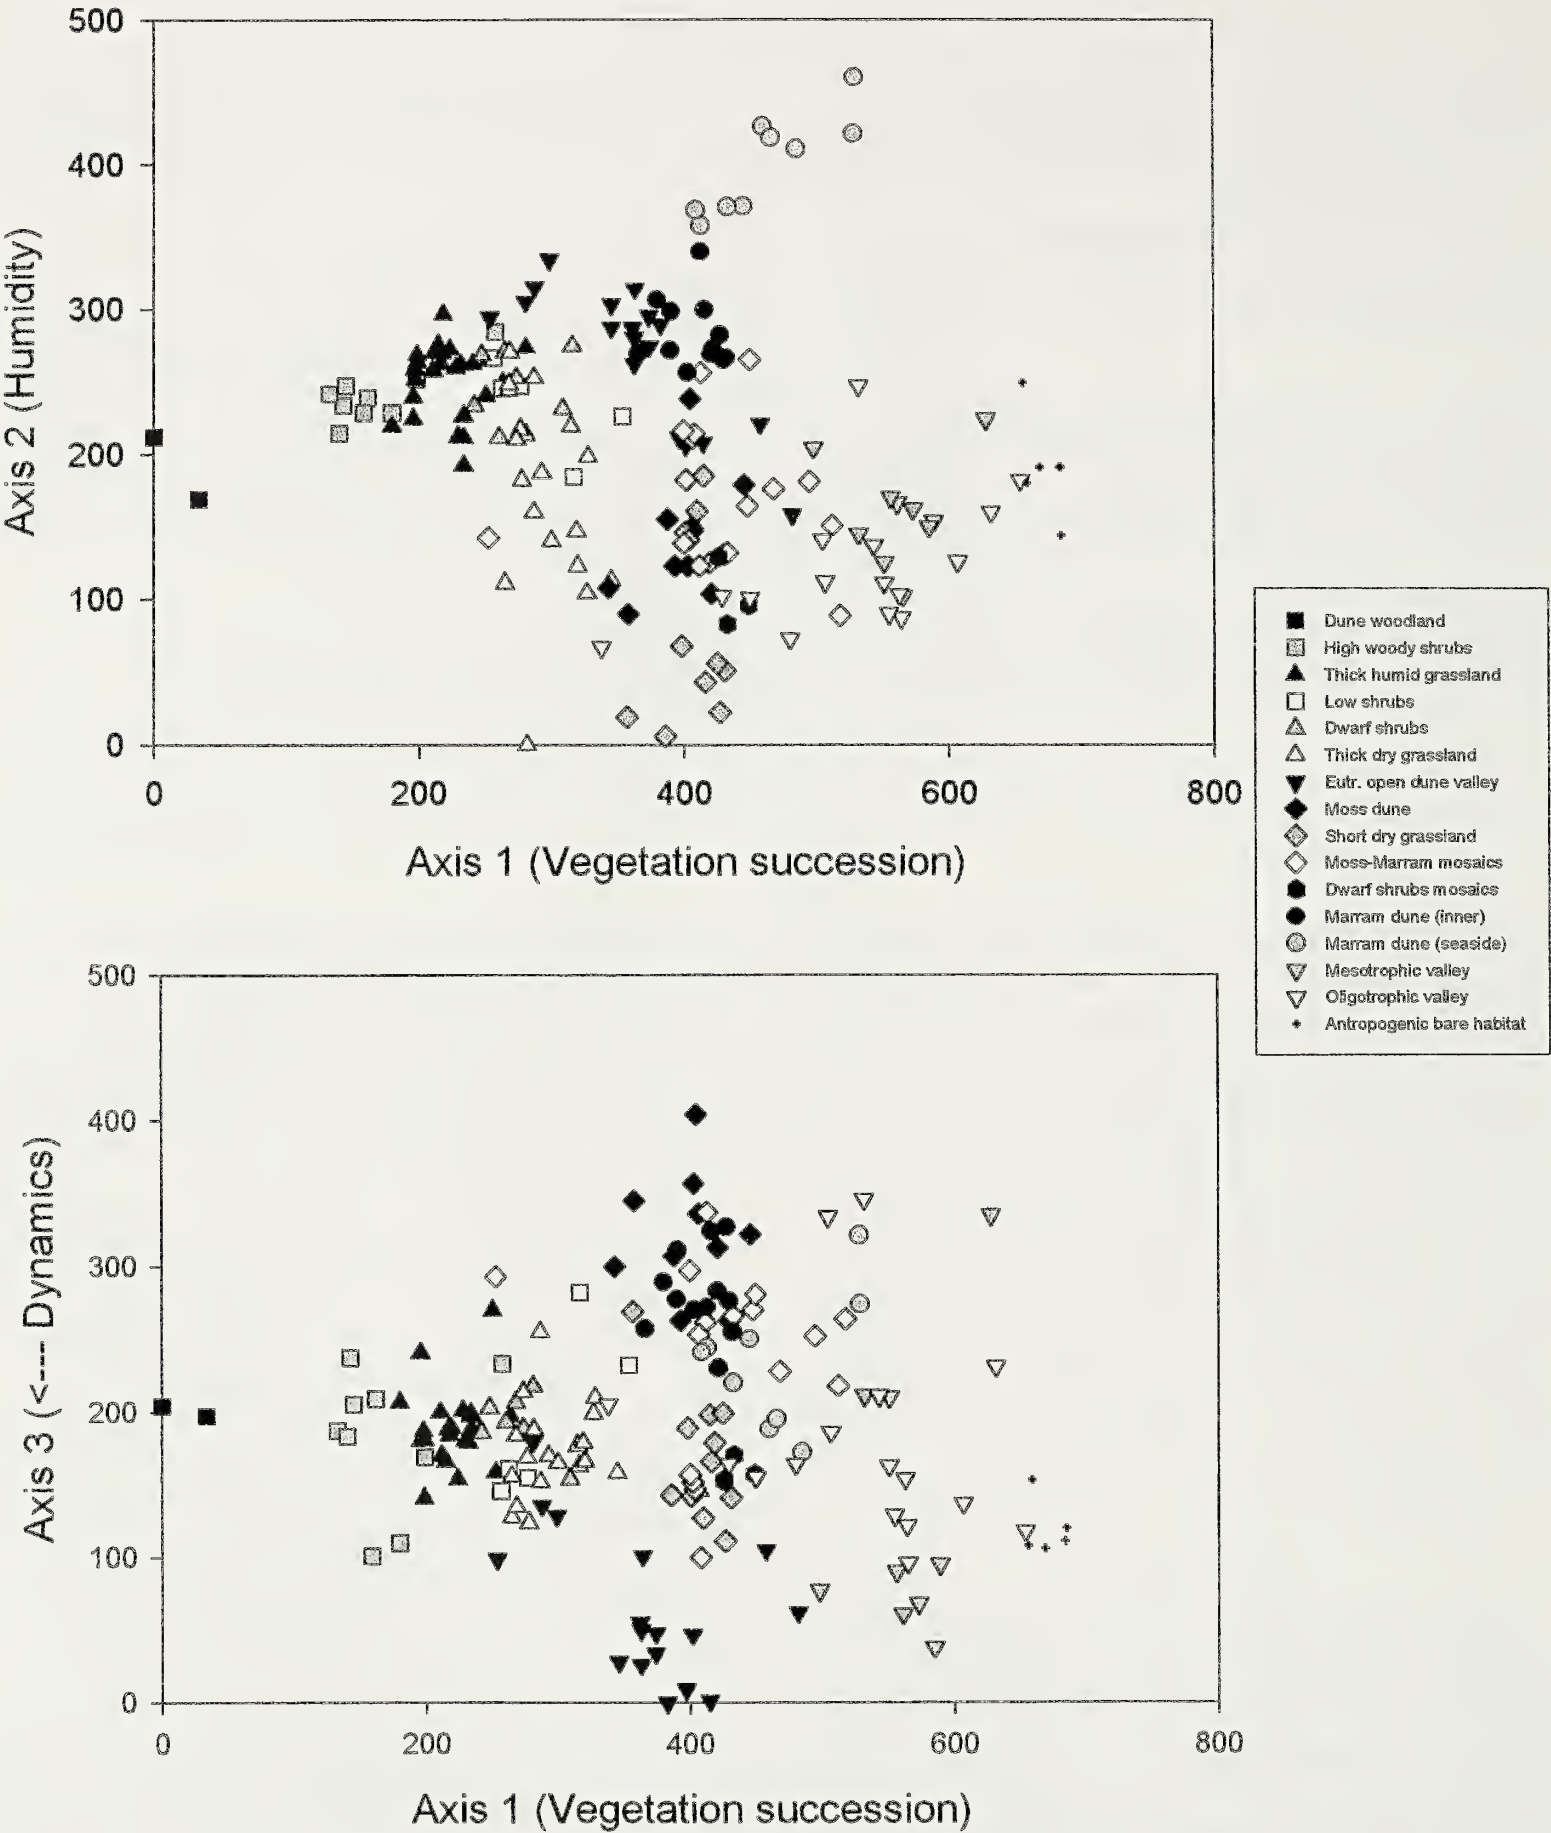 500
400
300
200
100
0
Axis 2 (Humidity)
0 200 400 600 800
Axis 1 (Vegetation succession)
Dune woodland
High woody shrubs
Thick humid grassland
Low shrubs
Dwarf shrubs
Thick dry grassland
Eutr. open dune valley
Moss dune
Short dry grassland
Moss-Marram mosaics
Dwarf shrubs mosaics
Marram dune (inner)
Marram dune (seaside)
Mesotrophic valley
Oligotrophic valley
Antropogenic bare habitat
500
400
300
200
100
0
Axis 3 (<--- Dynamics)
0 200 400 600 800
Axis 1 (Vegetation succession)